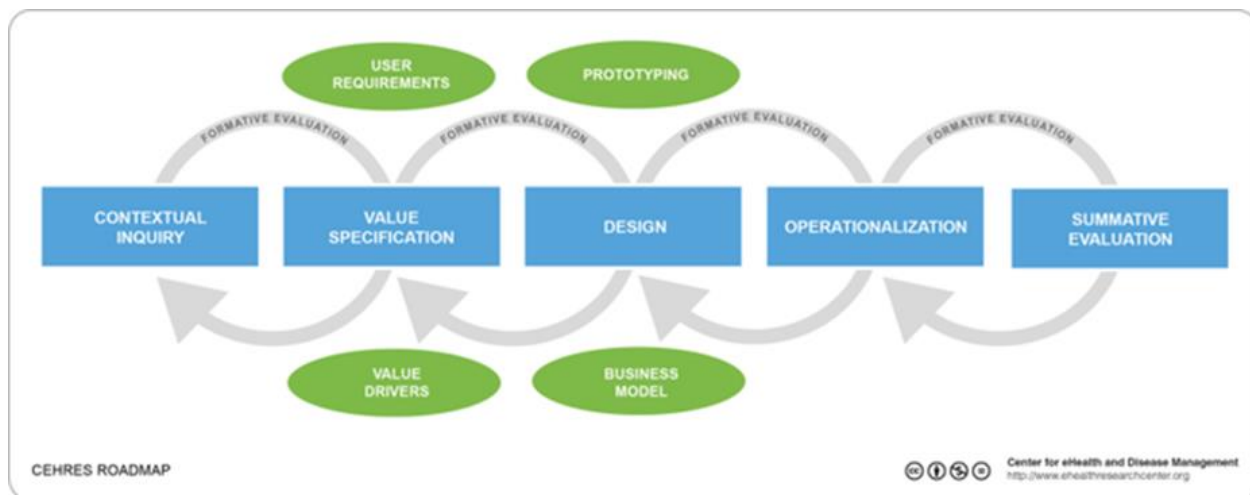 USER
REQUIREMENTS
PROTOTYPING
FORMATIVE EVALUATION
FORMATIVE EVALUATION
FORMATIVE EVALUATION
FORMATIVE EVALUATION
CONTEXTUAL
INQUIRY
VALUE
SPECIFICATION
DESIGN
OPERATIONALIZATION
SUMMATIVE
EVALUATION
VALUE
DRIVERS
BUSINESS
MODEL
CEHRES ROADMAP
cc
Center for eHealth and Disease Management
http://www.ehealthresearchcenter.org